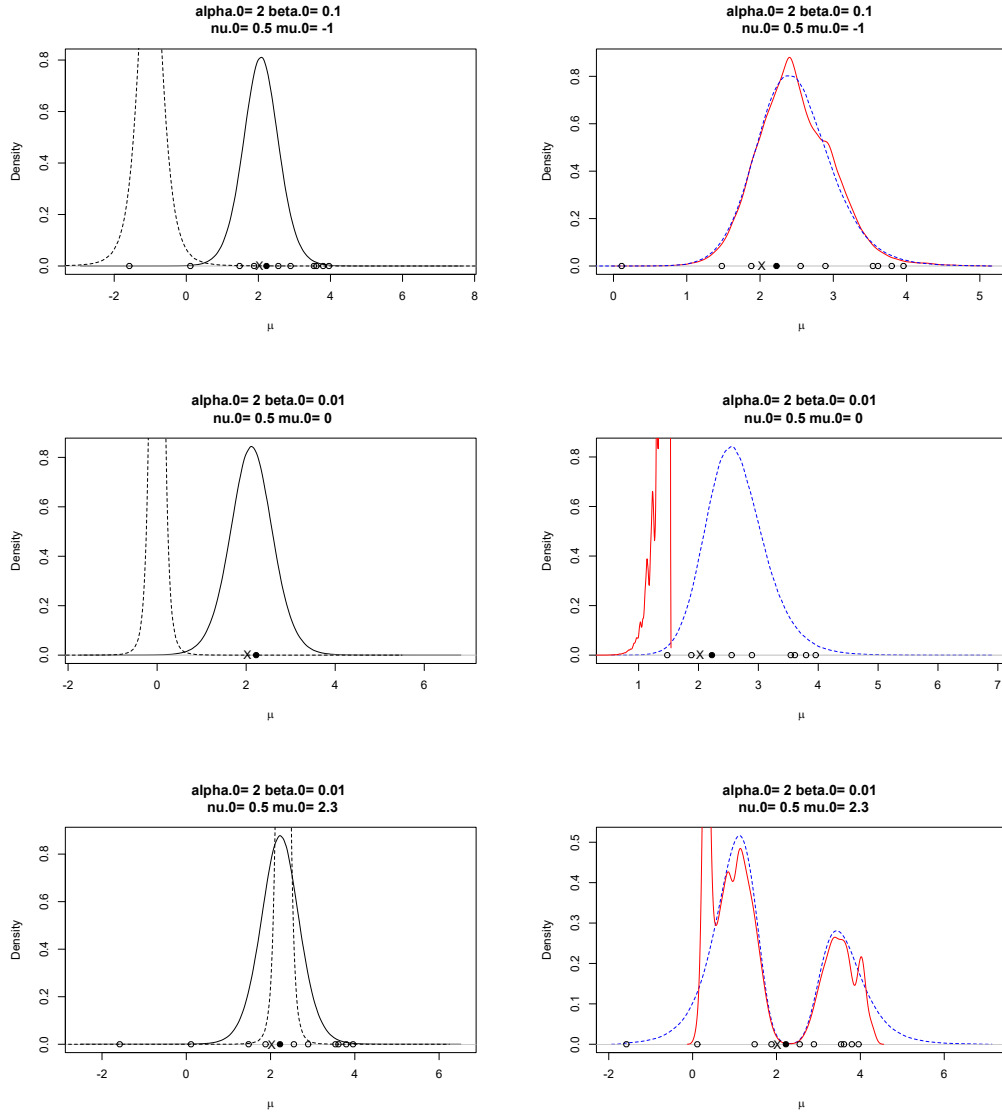 alpha.0= 2 beta.0= 0.1
nu.0= 0.5 mu.0= -1
Density
0.0 0.2 0.4 0.6 0.8
-2 0 2 4 6 8
X
μ
alpha.0= 2 beta.0= 0.1
nu.0= 0.5 mu.0= -1
Density
0.0 0.2 0.4 0.6 0.8
0 1 2 3 4 5
X
μ
alpha.0= 2 beta.0= 0.01
nu.0= 0.5 mu.0= 0
Density
0.0 0.2 0.4 0.6 0.8
-2 0 2 4 6
X
μ
alpha.0= 2 beta.0= 0.01
nu.0= 0.5 mu.0= 0
Density
0.0 0.2 0.4 0.6 0.8
1 2 3 4 5 6 7
X
μ
alpha.0= 2 beta.0= 0.01
nu.0= 0.5 mu.0= 2.3
Density
0.0 0.2 0.4 0.6 0.8
-2 0 2 4 6
X
μ
alpha.0= 2 beta.0= 0.01
nu.0= 0.5 mu.0= 2.3
Density
0.0 0.1 0.2 0.3 0.4 0.5
-2 0 2 4 6
X
μ